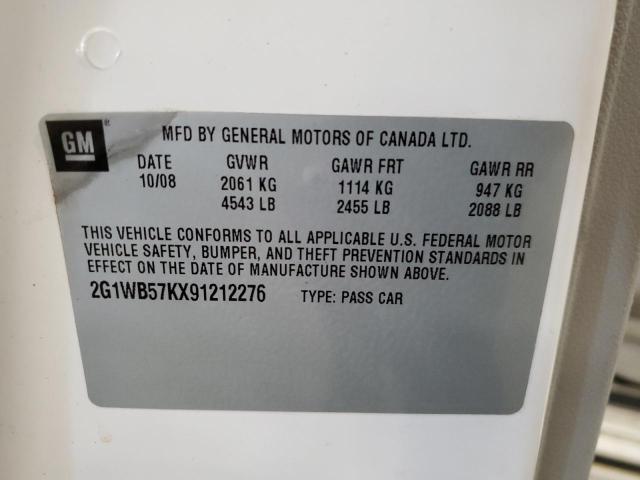 GM
MFD BY GENERAL MOTORS OF CANADA LTD.
DATE GVWR GAWR FRT GAWR RR
10/08 2061 KG 1114 KG 947 KG
4543 LB 2455 LB 2088 LB
THIS VEHICLE CONFORMS TO ALL APPLICABLE U.S. FEDERAL MOTOR
VEHICLE SAFETY, BUMPER, AND THEFT PREVENTION STANDARDS IN
EFFECT ON THE DATE OF MANUFACTURE SHOWN ABOVE.
2G1WB57KX91212276 TYPE: PASS CAR